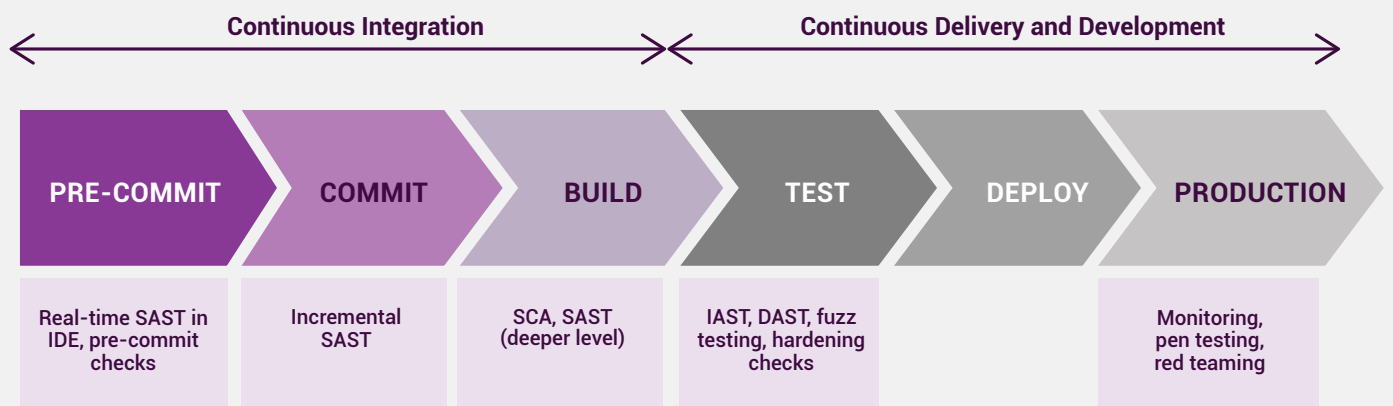 Continuous Integration
Continuous Delivery and Development
PRE-COMMIT
COMMIT
BUILD
TEST
DEPLOY
PRODUCTION
Real-time SAST in
IDE, pre-commit
checks
Incremental
SAST
SCA, SAST
(deeper level)
IAST, DAST, fuzz
testing, hardening
checks
Monitoring,
pen testing,
red teaming